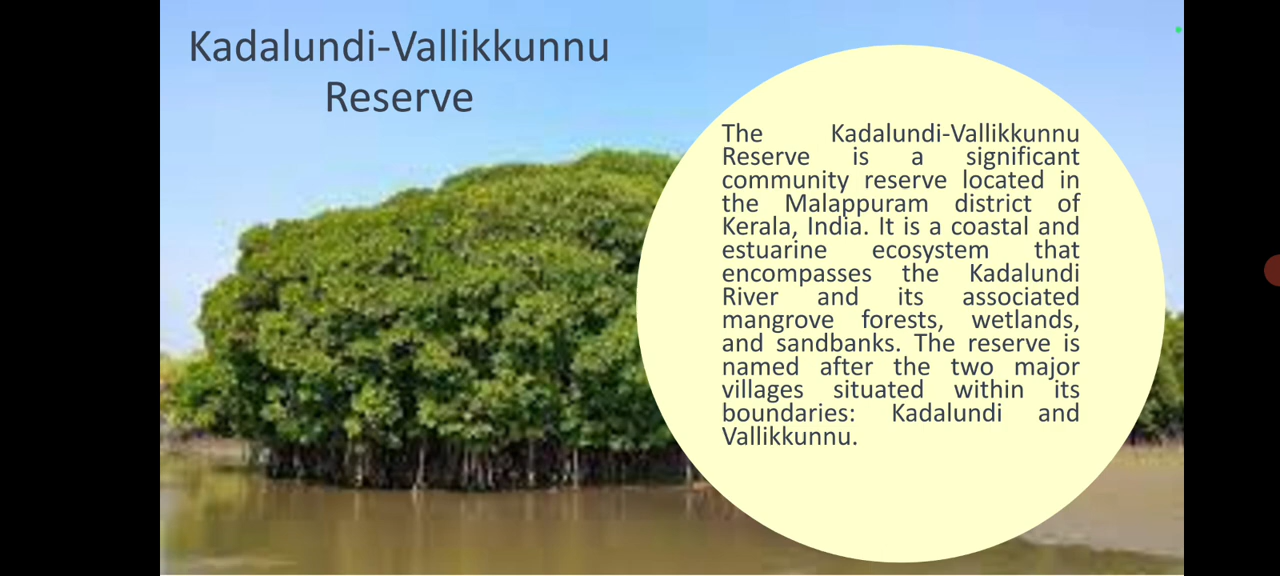 Kadalundi-Vallikkunnu
Reserve
The Kadalundi-Vallikkunnu
Reserve is a significant
community reserve located in
the Malappuram district of
Kerala, India. It is a coastal and
estuarine ecosystem that
encompasses the Kadalundi
River and its associated
mangrove forests, wetlands,
and sandbanks. The reserve is
named after the two major
villages situated within its
boundaries: Kadalundi and
Vallikkunnu.